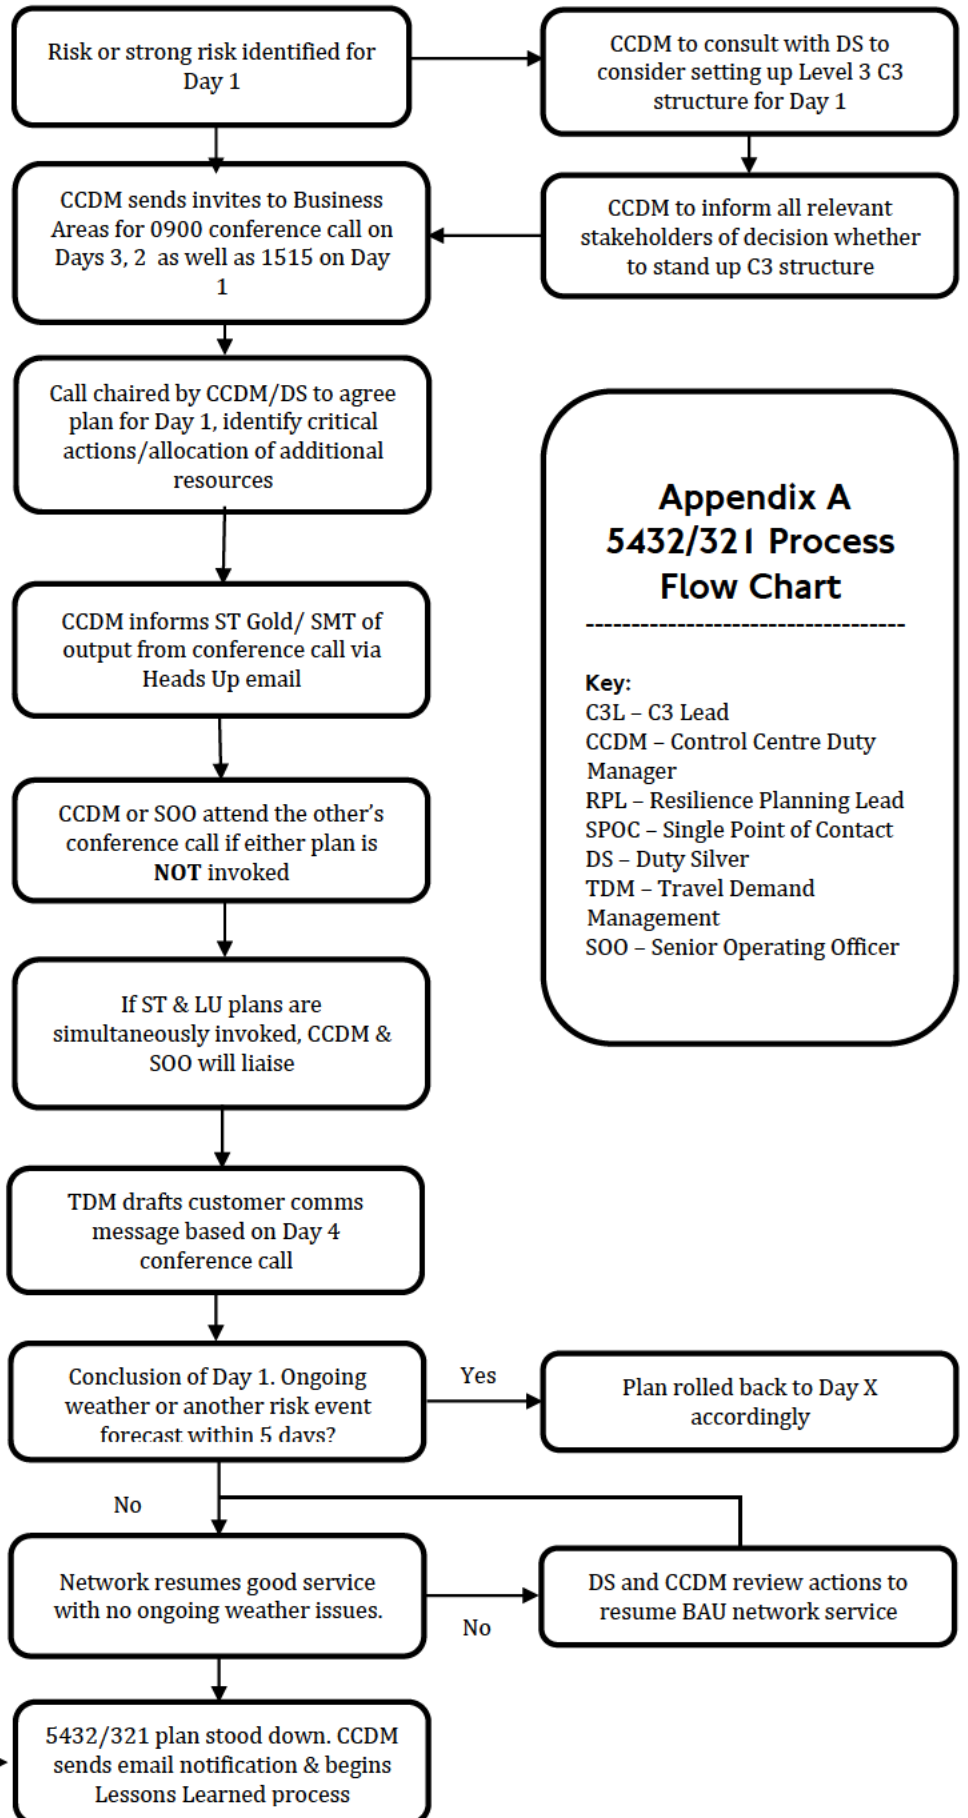 Risk or strong risk identified for
Day 1
CCDM to consult with DS to
consider setting up Level 3 C3
structure for Day 1
CCDM sends invites to Business
Areas for 0900 conference call on
Days 3, 2 as well as 1515 on Day
1
CCDM to inform all relevant
stakeholders of decision whether
to stand up C3 structure
Call chaired by CCDM/DS to agree
plan for Day 1, identify critical
actions/allocation of additional
resources
CCDM informs ST Gold/ SMT of
output from conference call via
Heads Up email
CCDM or SOO attend the other’s
conference call if either plan is
NOT invoked
If ST & LU plans are
simultaneously invoked, CCDM &
SOO will liaise
TDM drafts customer comms
message based on Day 4
conference call
Appendix A
5432/321 Process
Flow Chart
-----------------------------------
Key:
C3L – C3 Lead
CCDM – Control Centre Duty
Manager
RPL – Resilience Planning Lead
SPOC – Single Point of Contact
DS – Duty Silver
TDM – Travel Demand
Management
SOO – Senior Operating Officer
Conclusion of Day 1. Ongoing
weather or another risk event
forecast within 5 days?
Yes
Plan rolled back to Day X
accordingly
No
Network resumes good service
with no ongoing weather issues.
No
DS and CCDM review actions to
resume BAU network service
5432/321 plan stood down. CCDM
sends email notification & begins
Lessons Learned process